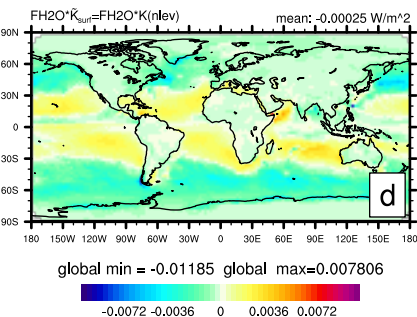 FH2O*K̃surf=FH2O*K(nlev)    mean: -0.00025 W/m^2
90N
60N
30N
0
30S
60S
90S
d
180 150W 120W 90W 60W 30W 0 30E 60E 90E 120E 150E 180
global min = -0.01185 global max=0.007806
-0.0072 -0.0036 0 0.0036 0.0072